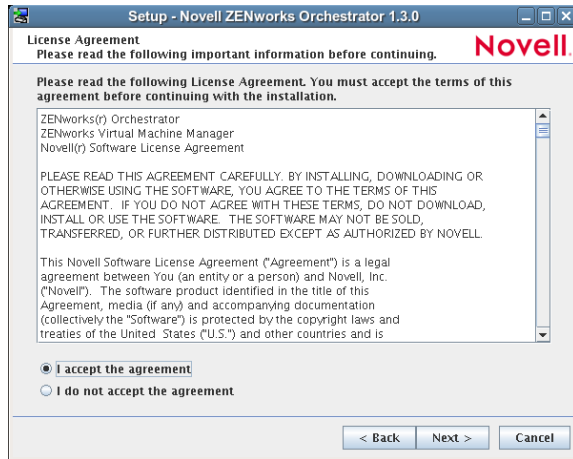 Setup - Novell ZENworks Orchestrator 1.3.0
License Agreement
Please read the following important information before continuing.
Novell.
Please read the following License Agreement. You must accept the terms of this
agreement before continuing with the installation.
ZENworks(r) Orchestrator
ZENworks Virtual Machine Manager
Novell(r) Software License Agreement
PLEASE READ THIS AGREEMENT CAREFULLY. BY INSTALLING, DOWNLOADING OR
OTHERWISE USING THE SOFTWARE, YOU AGREE TO THE TERMS OF THIS
AGREEMENT.  IF YOU DO NOT AGREE WITH THESE TERMS, DO NOT DOWNLOAD,
INSTALL OR USE THE SOFTWARE.  THE SOFTWARE MAY NOT BE SOLD,
TRANSFERRED, OR FURTHER DISTRIBUTED EXCEPT AS AUTHORIZED BY NOVELL.
This Novell Software License Agreement ("Agreement") is a legal
agreement between You (an entity or a person) and Novell, Inc.
("Novell").  The software product identified in the title of this
Agreement, media (if any) and accompanying documentation
(collectively the "Software") is protected by the copyright laws and
treaties of the United  States ("U.S.") and other countries and is
I accept the agreement
I do not accept the agreement
< Back
Next >
Cancel